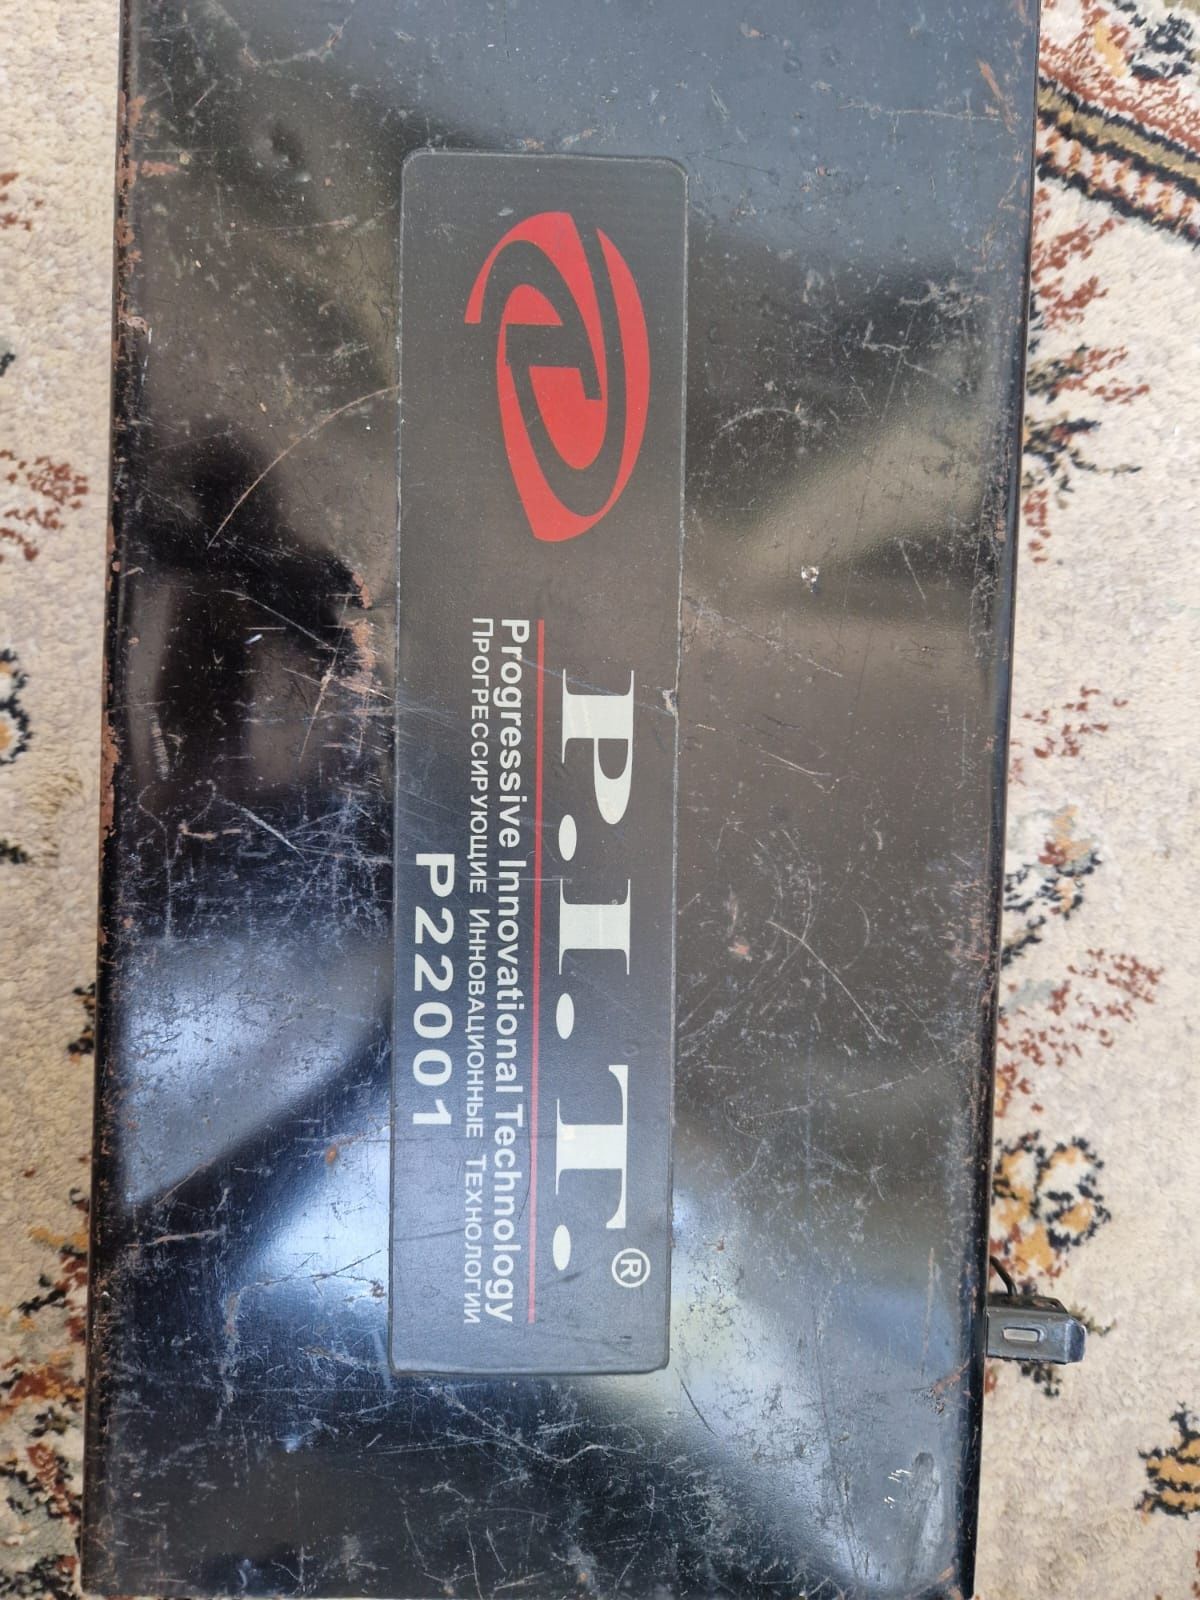 P.I.T.®
Progressive Innovational Technology
Прогрессирующие Инновационные Технологии
P22001